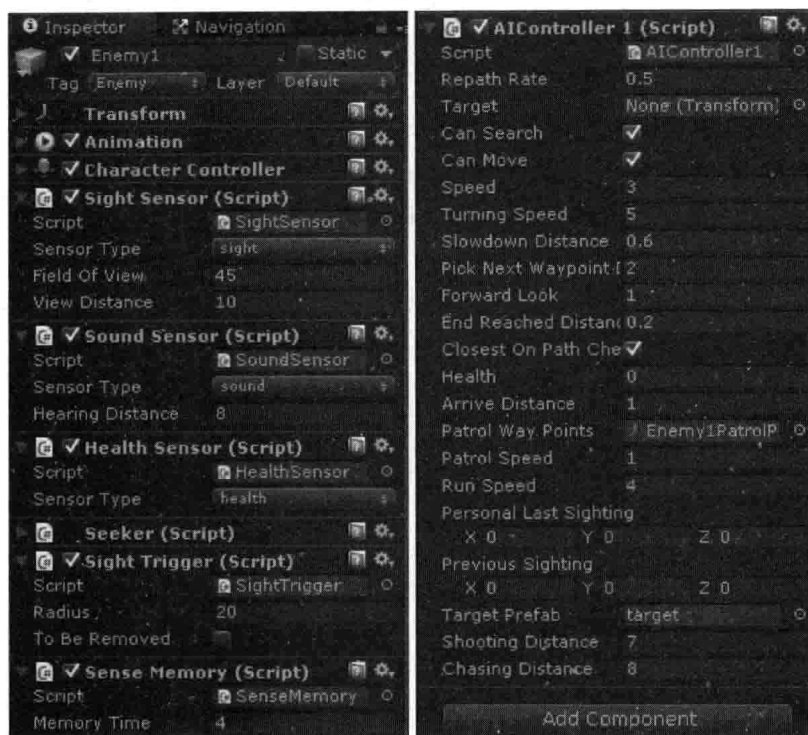 Inspector Navigation
Enemy1 Static
Tag Enemy Layer Default
Transform
Animation
Character Controller
Sight Sensor (Script)
Script SightSensor
Sensor Type sight
Field Of View 45
View Distance 10
Sound Sensor (Script)
Script SoundSensor
Sensor Type sound
Hearing Distance 8
Health Sensor (Script)
Script HealthSensor
Sensor Type health
Seeker (Script)
Sight Trigger (Script)
Script SightTrigger
Radius 20
To Be Removed
Sense Memory (Script)
Script SenseMemory
Memory Time 4
AIController 1 (Script)
Script AIController1
Repath Rate 0.5
Target None (Transform)
Can Search
Can Move
Speed 3
Turning Speed 5
Slowdown Distance 0.6
Pick Next Waypoint D 2
Forward Look 1
End Reached Distanc 0.2
Closest On Path Che
Health 0
Arrive Distance 1
Patrol Way Points Enemy1PatrolP
Patrol Speed 1
Run Speed 4
Personal Last Sighting
X 0 Y 0 Z 0
Previous Sighting
X 0 Y 0 Z 0
Target Prefab target
Shooting Distance 7
Chasing Distance 8
Add Component